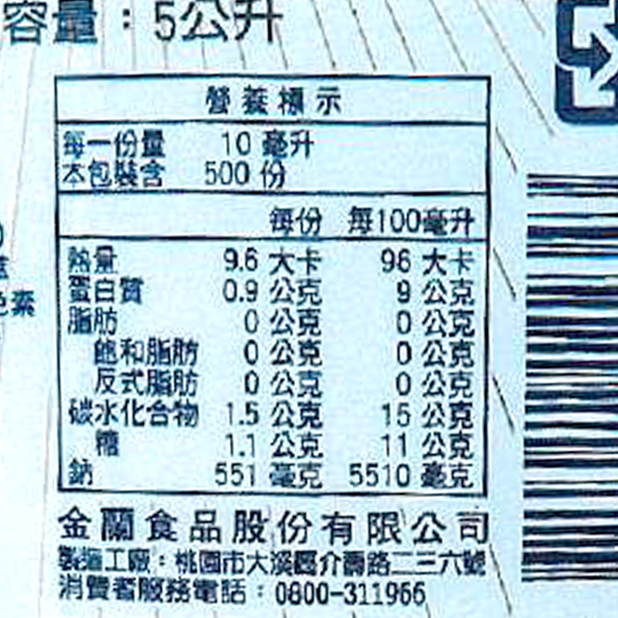 容量：5公升
營養標示
每一份量 10 毫升
本包裝含 500 份
每份 每100毫升
熱量 9.6 大卡 96 大卡
蛋白質 0.9 公克 9 公克
脂肪 0 公克 0 公克
飽和脂肪 0 公克 0 公克
反式脂肪 0 公克 0 公克
碳水化合物 1.5 公克 15 公克
糖 1.1 公克 11 公克
鈉 551 毫克 5510 毫克
金蘭食品股份有限公司
製造工廠：桃園市大溪區介壽路二三六號
消費者服務電話：0800-311966
色素